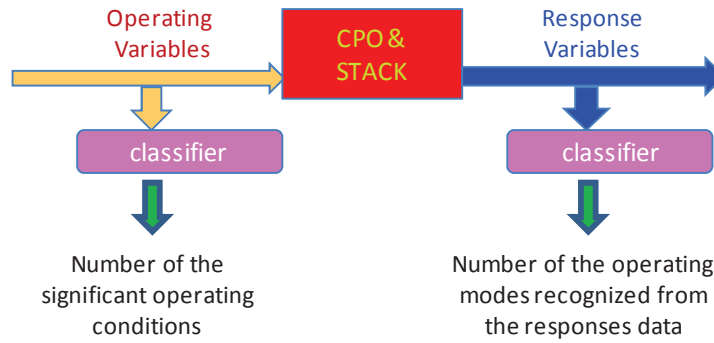 Operating
Variables
CPO &
STACK
Response
Variables
classifier
classifier
Number of the
significant operating
conditions
Number of the operating
modes recognized from
the responses data